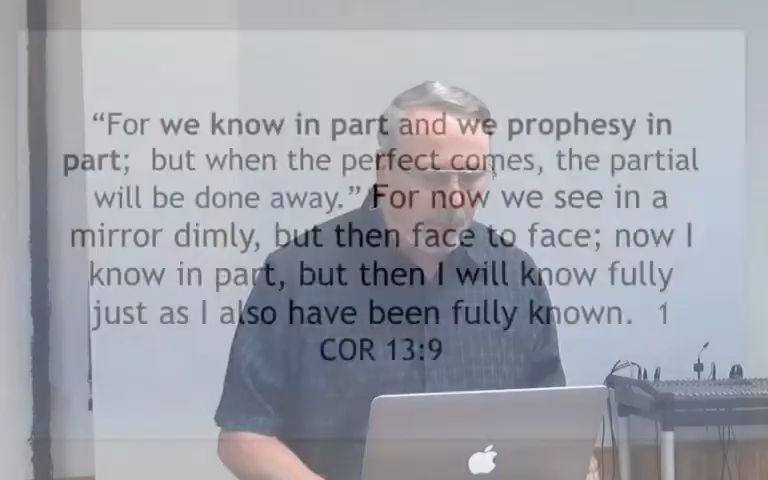 “For we know in part and we prophesy in
part;  but when the perfect comes, the partial
will be done away.” For now we see in a
mirror dimly, but then face to face; now I
know in part, but then I will know fully
just as I also have been fully known.  1
COR 13:9